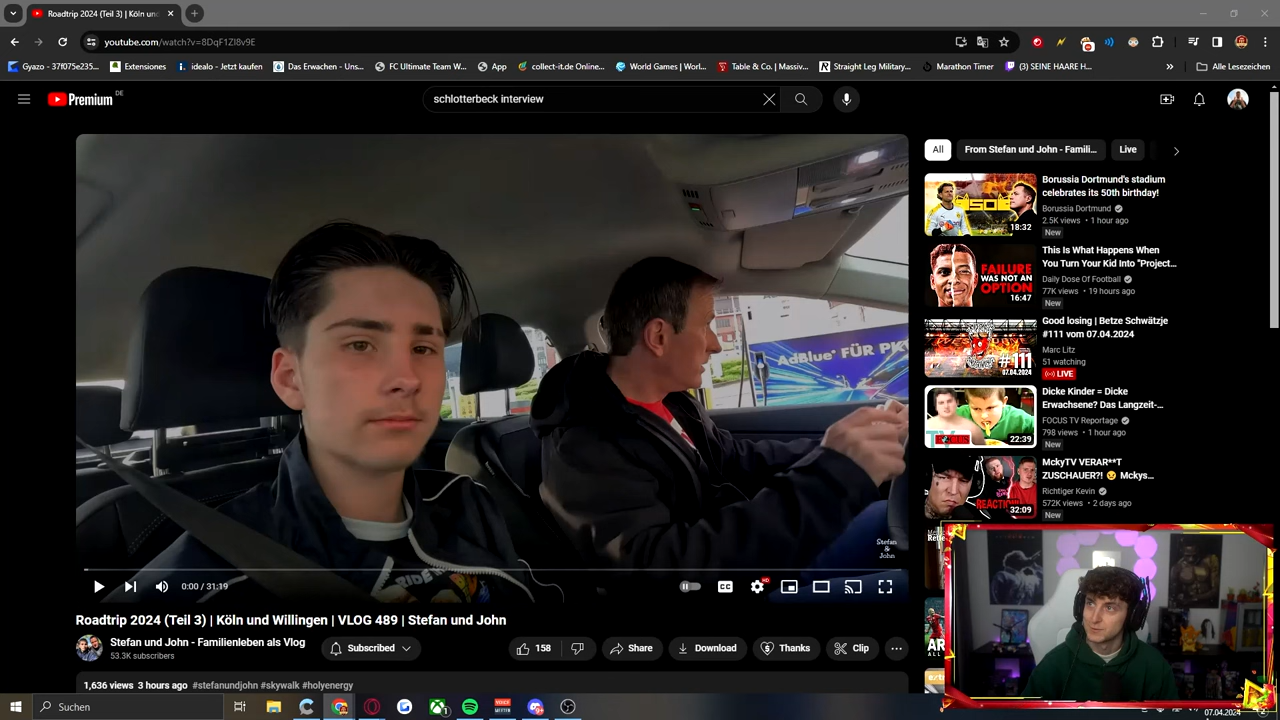 Roadtrip 2024 (Teil 3) | Köln und
youtube.com/watch?v=8DqF1ZI8v9E
Gyazo - 37f075e235...
Extensiones
idealo - Jetzt kaufen
Das Erwachen - Uns...
FC Ultimate Team W...
App
collect-it.de Online...
World Games | Worl...
Table & Co. | Massiv...
Straight Leg Military...
Marathon Timer
(3) SEINE HAARE H...
»
Alle Lesezeichen
Premium DE
schlotterbeck interview
All
From Stefan und John - Famili...
Live
AdBlue® FÜR PK
Stefan
&
John
0:00 / 31:19
Roadtrip 2024 (Teil 3) | Köln und Willingen | VLOG 489 | Stefan und John
Stefan und John - Familienleben als Vlog
53.3K subscribers
Subscribed
158
Share
Download
Thanks
Clip
1,636 views 3 hours ago #stefanundjohn #skywalk #holyenergy
50
18:32
Borussia Dortmund's stadium
celebrates its 50th birthday!
Borussia Dortmund
2.5K views • 1 hour ago
New
FAILURE
WAS NOT AN
OPTION
16:47
This Is What Happens When
You Turn Your Kid Into "Project...
Daily Dose Of Football
77K views • 19 hours ago
New
#111
07.04.2024
Good losing | Betze Schwätzje
#111 vom 07.04.2024
Marc Litz
51 watching
LIVE
22:39
Dicke Kinder = Dicke
Erwachsene? Das Langzeit-...
FOCUS TV Reportage
798 views • 1 hour ago
New
REACTION
32:09
MckyTV VERAR**T
ZUSCHAUER?! 😉 Mckys...
Richtiger Kevin
572K views • 2 days ago
New
Suchen
07.04.2024